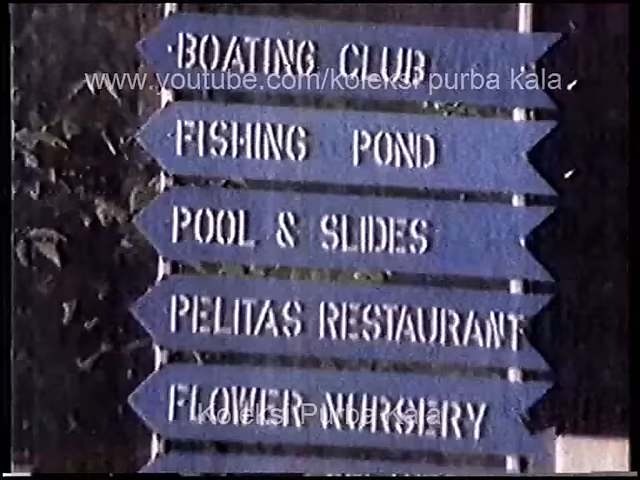 BOATING CLUB
www.youtube.com/koleksi purba kala
FISHING POND
POOL & SLIDES
PELITAS RESTAURANT
FLOWER NURSERY
Koleksi Purba Kala